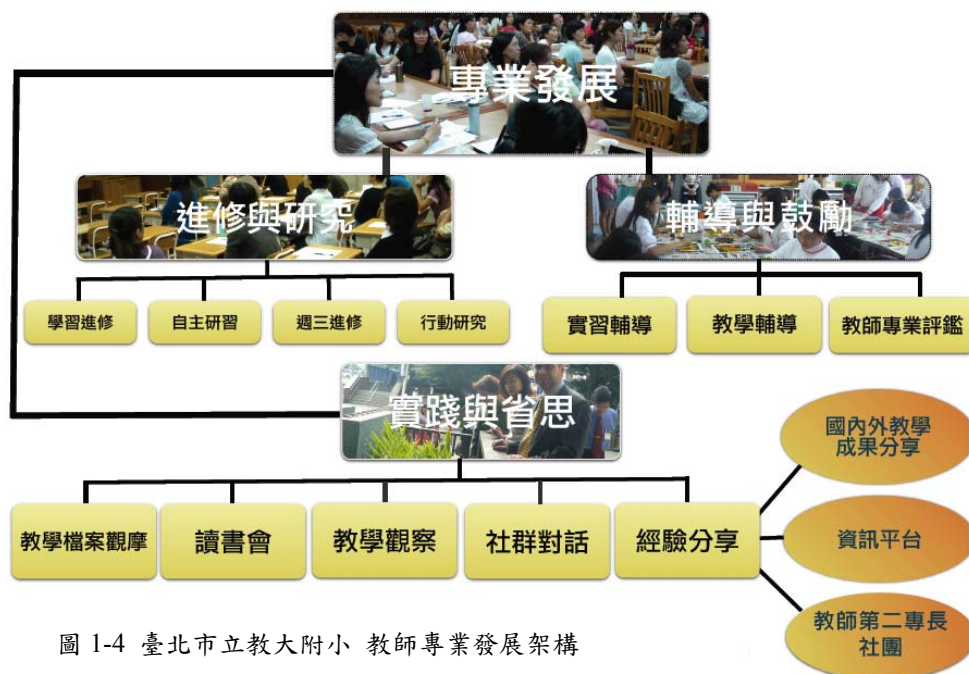 專業發展
進修與研究
輔導與鼓勵
學習進修
自主研習
週三進修
行動研究
實習輔導
教學輔導
教師專業評鑑
實踐與省思
教學檔案觀摩
讀書會
教學觀察
社群對話
經驗分享
國內外教學
成果分享
資訊平台
教師第二專長
社團
圖 1-4 臺北市立教大附小 教師專業發展架構